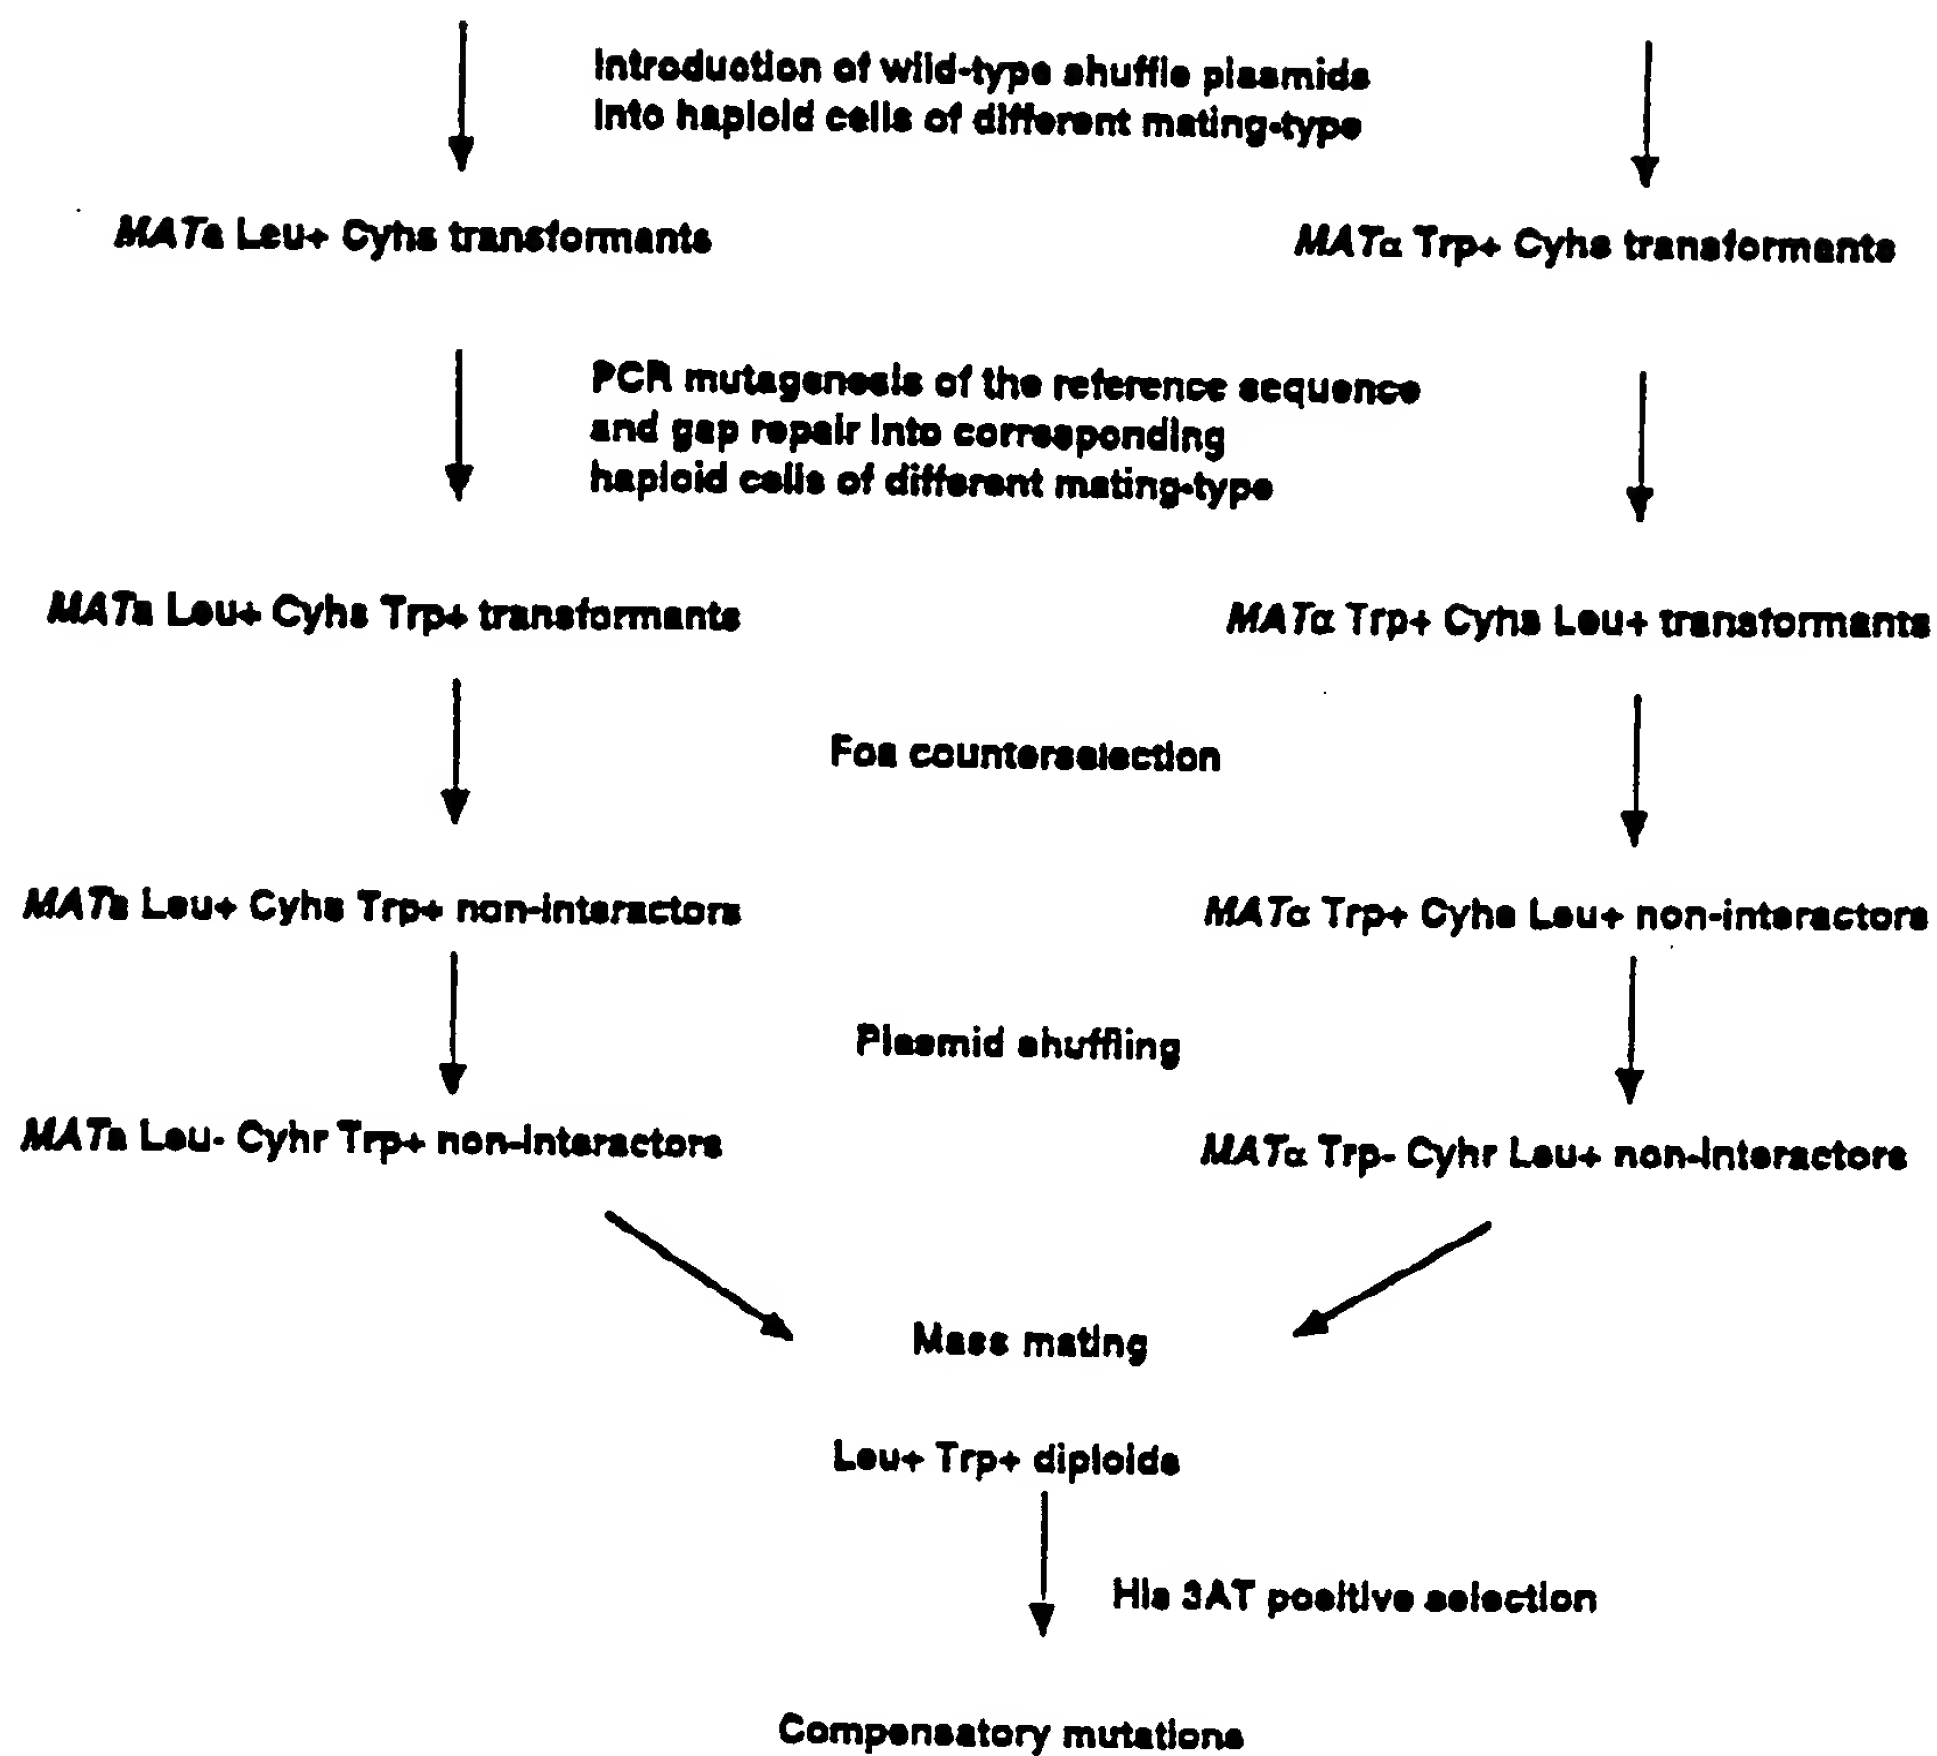 Introduction of wild-type shuffle plasmids
into haploid cells of different mating-type
MATa Leu+ Cyhs transformants
MATα Trp+ Cyhs transformants
PCR mutagenesis of the reference sequence
and gap repair into corresponding
haploid cells of different mating-type
MATa Leu+ Cyhs Trp+ transformants
MATα Trp+ Cyhs Leu+ transformants
Foa counterselection
MATa Leu+ Cyhs Trp+ non-interactors
MATα Trp+ Cyhs Leu+ non-interactors
Plasmid shuffling
MATa Leu- Cyhr Trp+ non-interactors
MATα Trp- Cyhr Leu+ non-interactors
Mass mating
Leu+ Trp+ diploids
His 3AT positive selection
Compensatory mutations